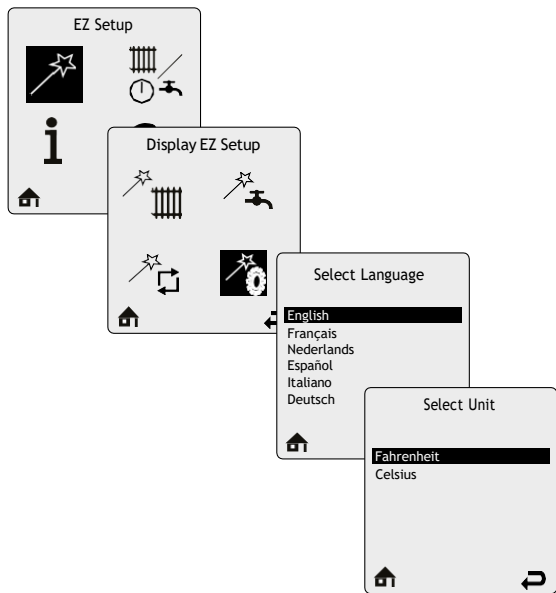 EZ Setup
Display EZ Setup
Select Language
English
Français
Nederlands
Español
Italiano
Deutsch
Select Unit
Fahrenheit
Celsius